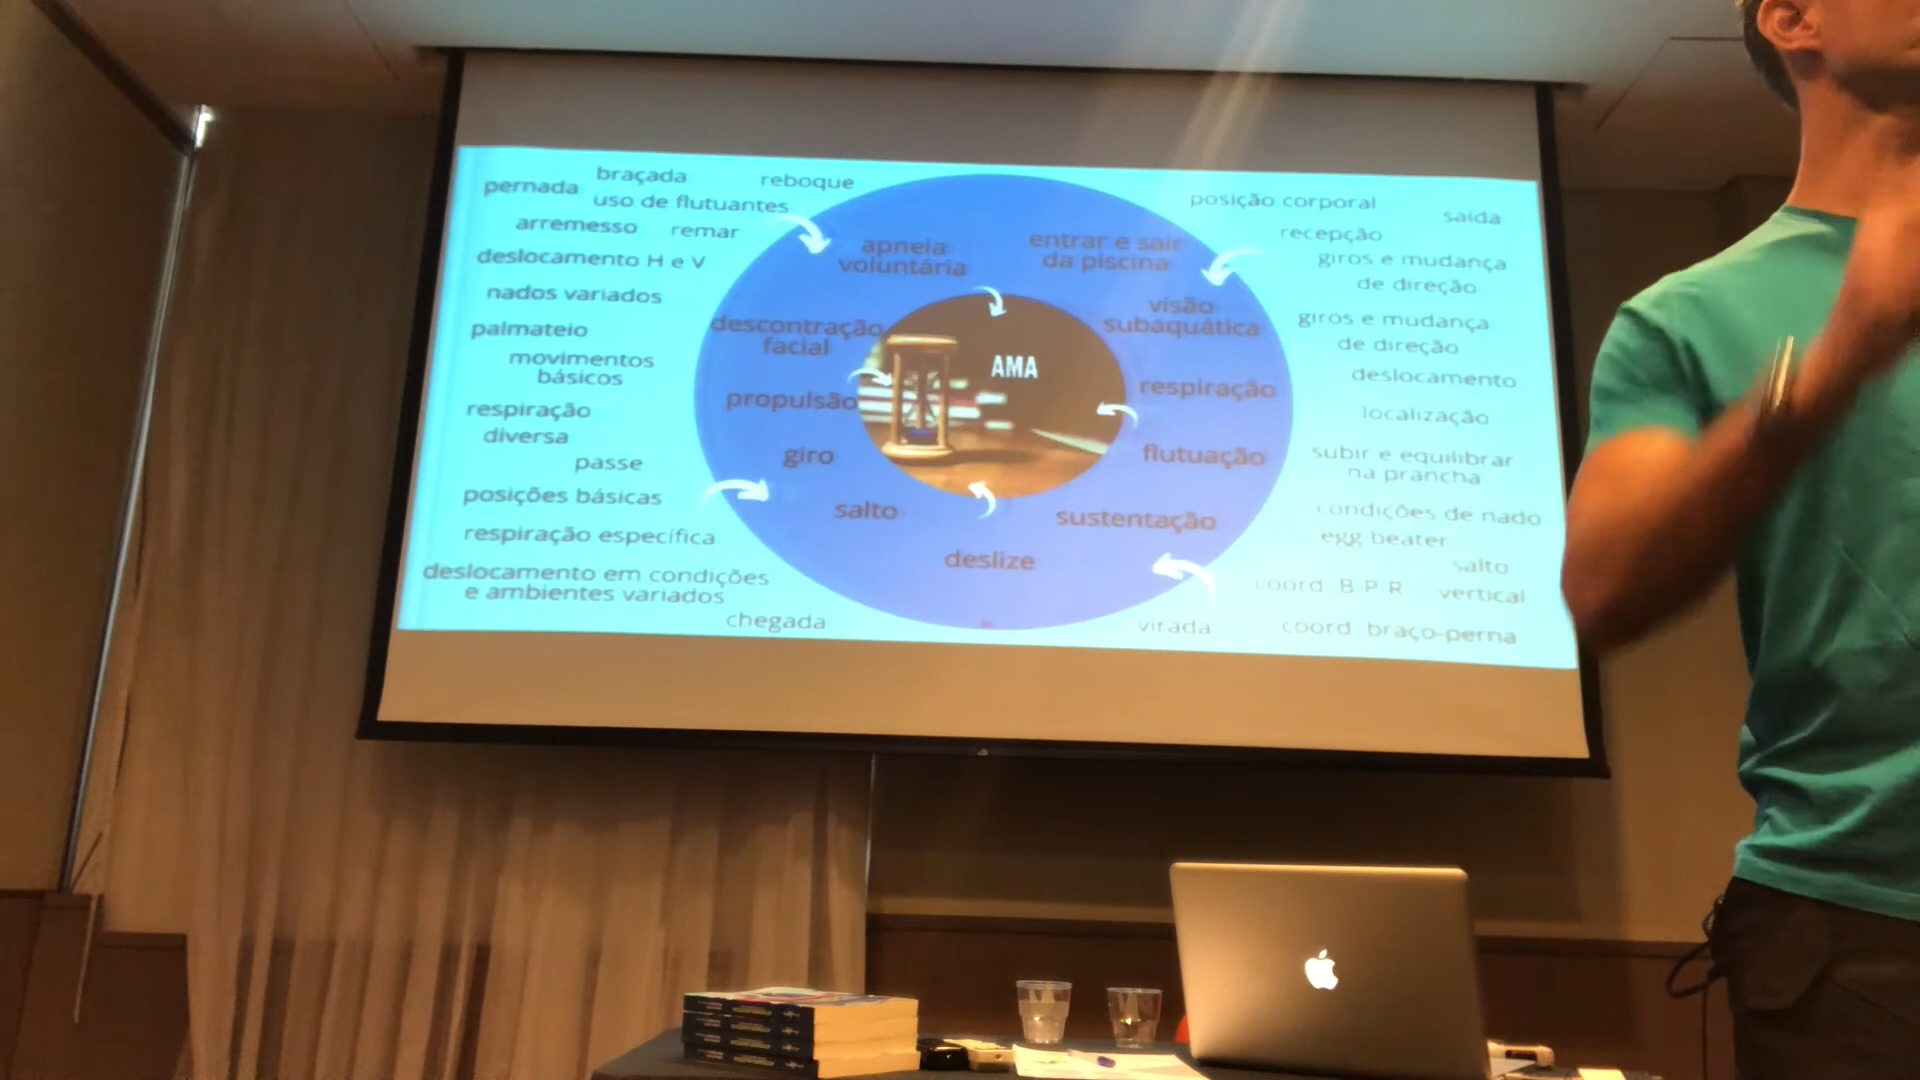 braçada
pernada
reboque
uso de flutuantes
arremesso
remar
deslocamento H e V
nados variados
palmateio
movimentos
básicos
respiração
diversa
passe
posições básicas
respiração específica
deslocamento em condições
e ambientes variados
chegada
apneia
voluntária
entrar e sair
da piscina
descontração
facial
visão
subaquática
AMA
propulsão
respiração
giro
flutuação
salto
sustentação
deslize
posição corporal
saída
recepção
giros e mudança
de direção
giros e mudança
de direção
deslocamento
localização
subir e equilibrar
na prancha
condições de nado
egg beater
salto
coord B-P-R
vertical
virada
coord braço-perna